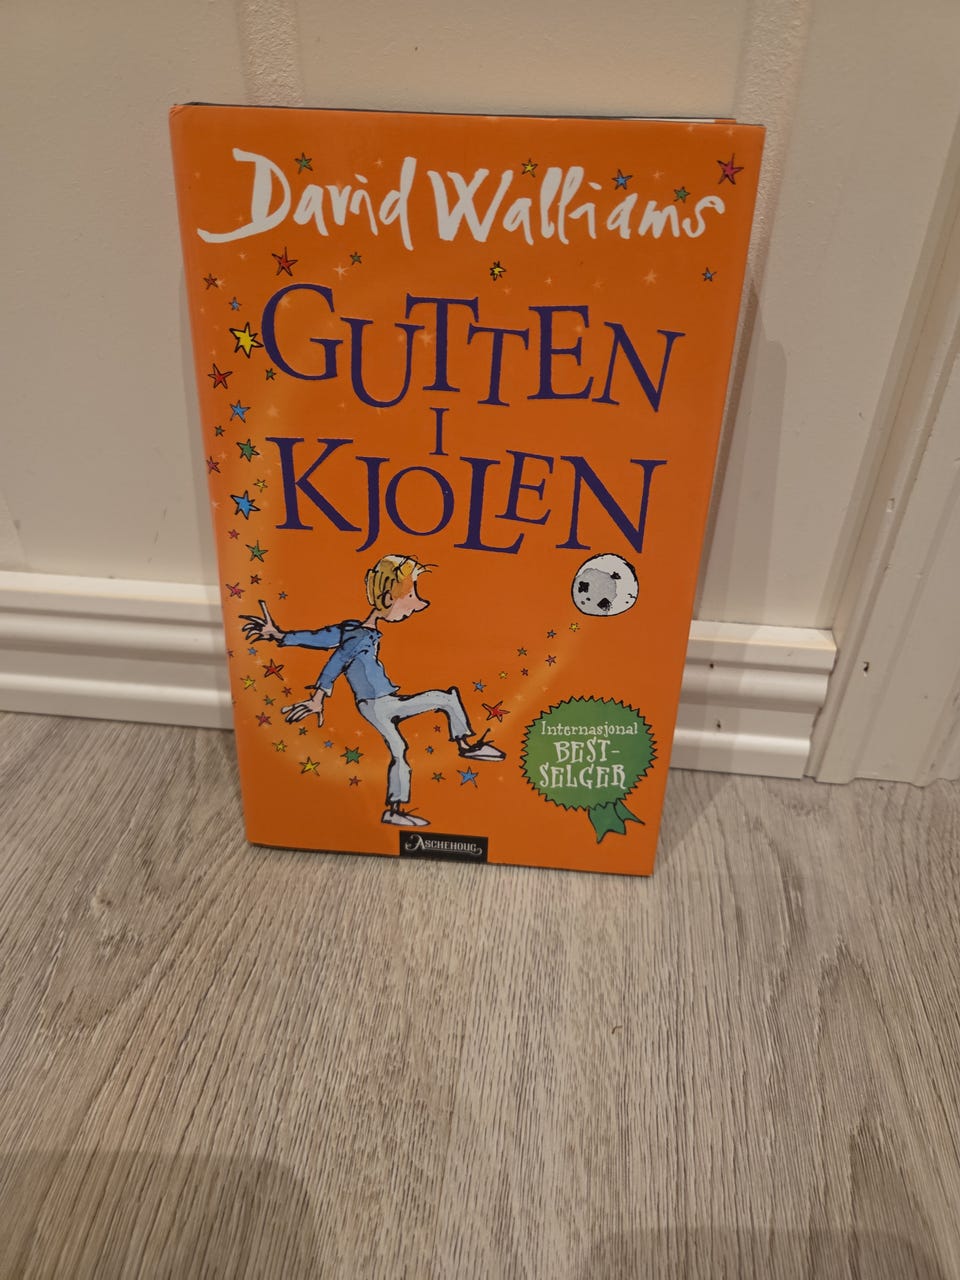 David Walliams
GUTTEN
I
KJOLEN
Internasjonal
BEST-
SELGER
ASCHEHOUG